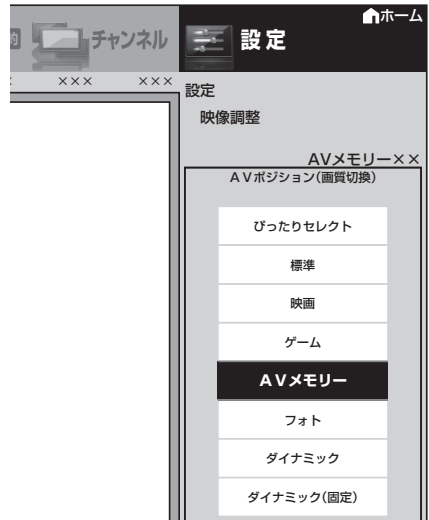 ホーム
的
チャンネル
設定
××× ×××
設定
映像調整
AVメモリー××
AVポジション(画質切換)
ぴったりセレクト
標準
映画
ゲーム
AVメモリー
フォト
ダイナミック
ダイナミック(固定)